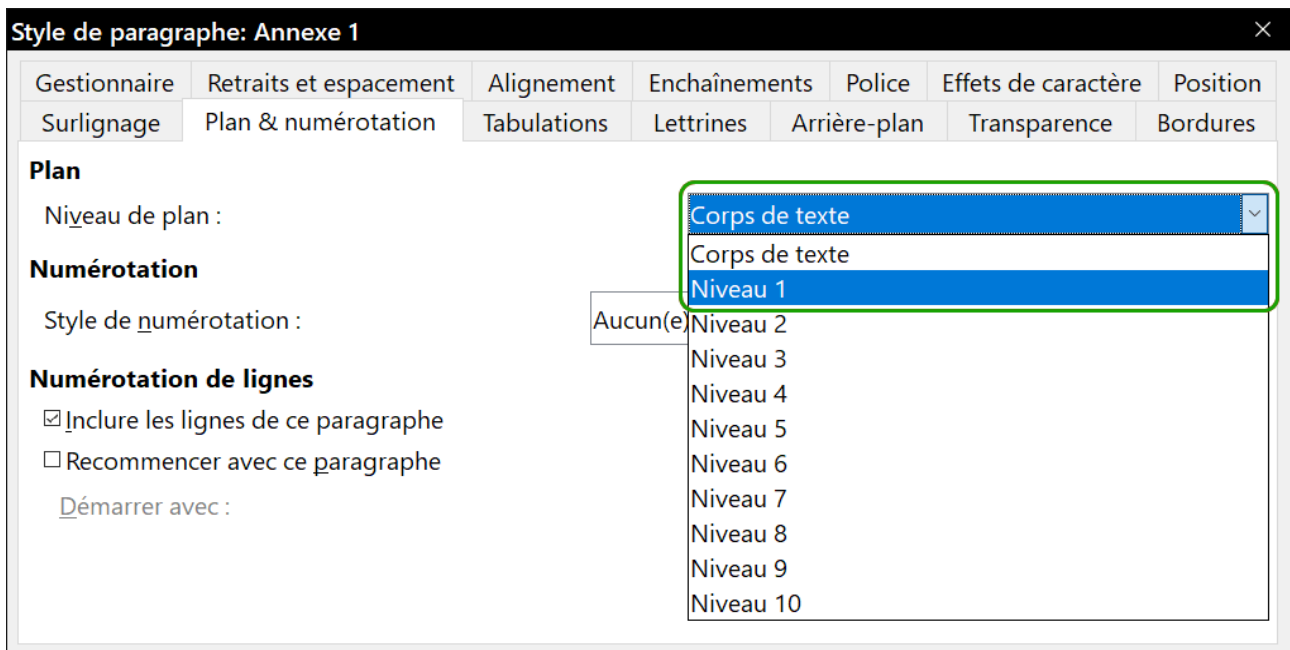 Style de paragraphe: Annexe 1
Gestionnaire Retraits et espacement Alignement Enchaînements Police Effets de caractère Position
Surlignage Plan & numérotation Tabulations Lettrines Arrière-plan Transparence Bordures
Plan
Niveau de plan : Corps de texte
Corps de texte
Numérotation
Niveau 1
Style de numérotation : Aucun(e) Niveau 2
Niveau 3
Numérotation de lignes
Niveau 4
Inclure les lignes de ce paragraphe Niveau 5
Recommencer avec ce paragraphe Niveau 6
Niveau 7
Démarrer avec :
Niveau 8
Niveau 9
Niveau 10